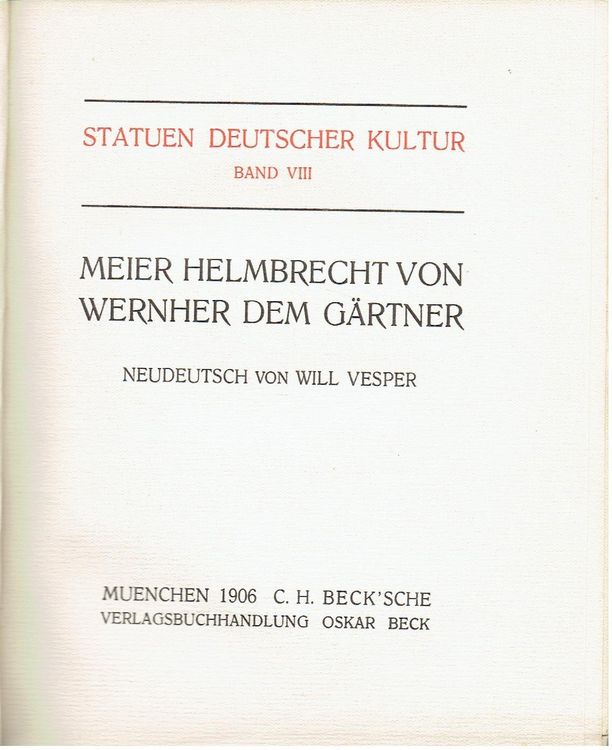 STATUEN DEUTSCHER KULTUR
BAND VIII
MEIER HELMBRECHT VON
WERNHER DEM GÄRTNER
NEUDEUTSCH VON WILL VESPER
MUENCHEN 1906 C. H. BECK'SCHE
VERLAGSBUCHHANDLUNG OSKAR BECK